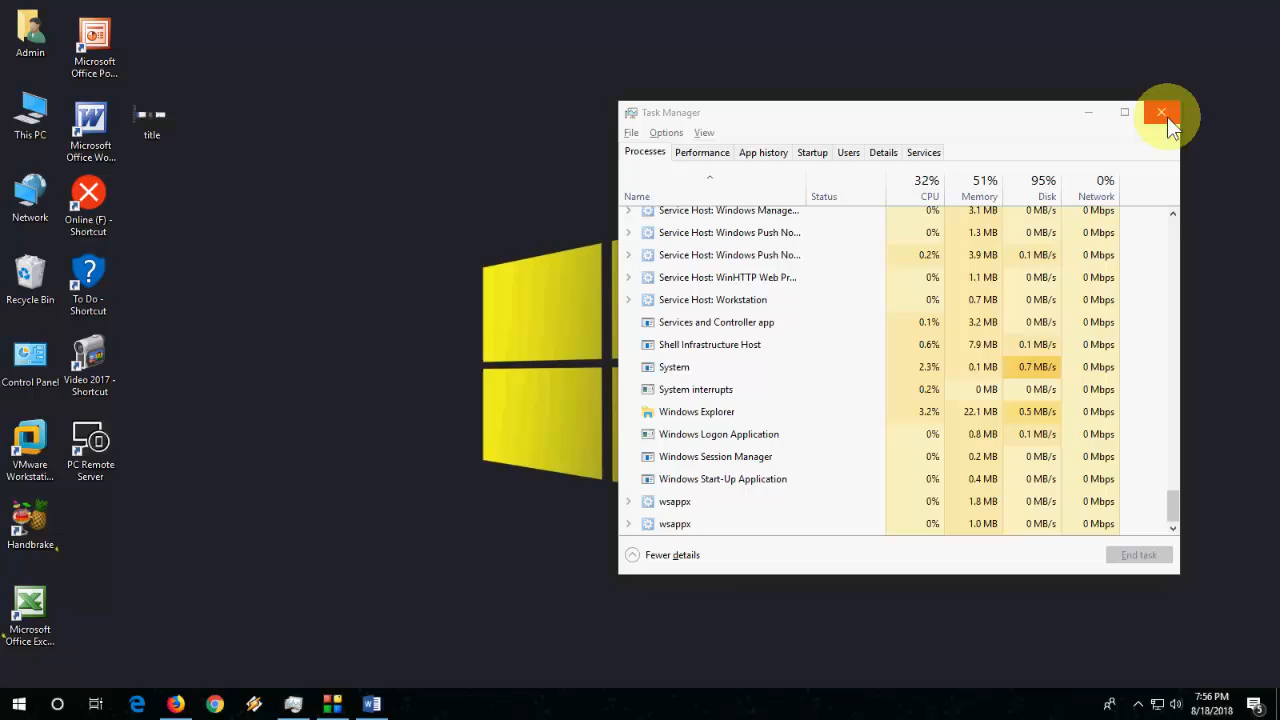 Admin
Microsoft
Office Po...
This PC
Microsoft
Office Wo...
title
Network
Online (F) -
Shortcut
Recycle Bin
To Do -
Shortcut
Control Panel
Video 2017 -
Shortcut
VMware
Workstati...
PC Remote
Server
Handbrake
Microsoft
Office Exc...
Task Manager
File Options View
Processes Performance App history Startup Users Details Services
32% 51% 95% 0%
Name Status CPU Memory Disk Network
Service Host: Windows Manage... 0% 3.1 MB 0 MB/s 0 Mbps
Service Host: Windows Push No... 0% 1.3 MB 0 MB/s 0 Mbps
Service Host: Windows Push No... 0.2% 3.9 MB 0.1 MB/s 0 Mbps
Service Host: WinHTTP Web Pr... 0% 1.1 MB 0 MB/s 0 Mbps
Service Host: Workstation 0% 0.7 MB 0 MB/s 0 Mbps
Services and Controller app 0.1% 3.2 MB 0 MB/s 0 Mbps
Shell Infrastructure Host 0.6% 7.9 MB 0.1 MB/s 0 Mbps
System 2.3% 0.1 MB 0.7 MB/s 0 Mbps
System interrupts 0.2% 0 MB 0 MB/s 0 Mbps
Windows Explorer 3.2% 22.1 MB 0.5 MB/s 0 Mbps
Windows Logon Application 0% 0.8 MB 0.1 MB/s 0 Mbps
Windows Session Manager 0% 0.2 MB 0 MB/s 0 Mbps
Windows Start-Up Application 0% 0.4 MB 0 MB/s 0 Mbps
wsappx 0% 1.8 MB 0 MB/s 0 Mbps
wsappx 0% 1.0 MB 0 MB/s 0 Mbps
Fewer details End task
7:56 PM
8/18/2018
5